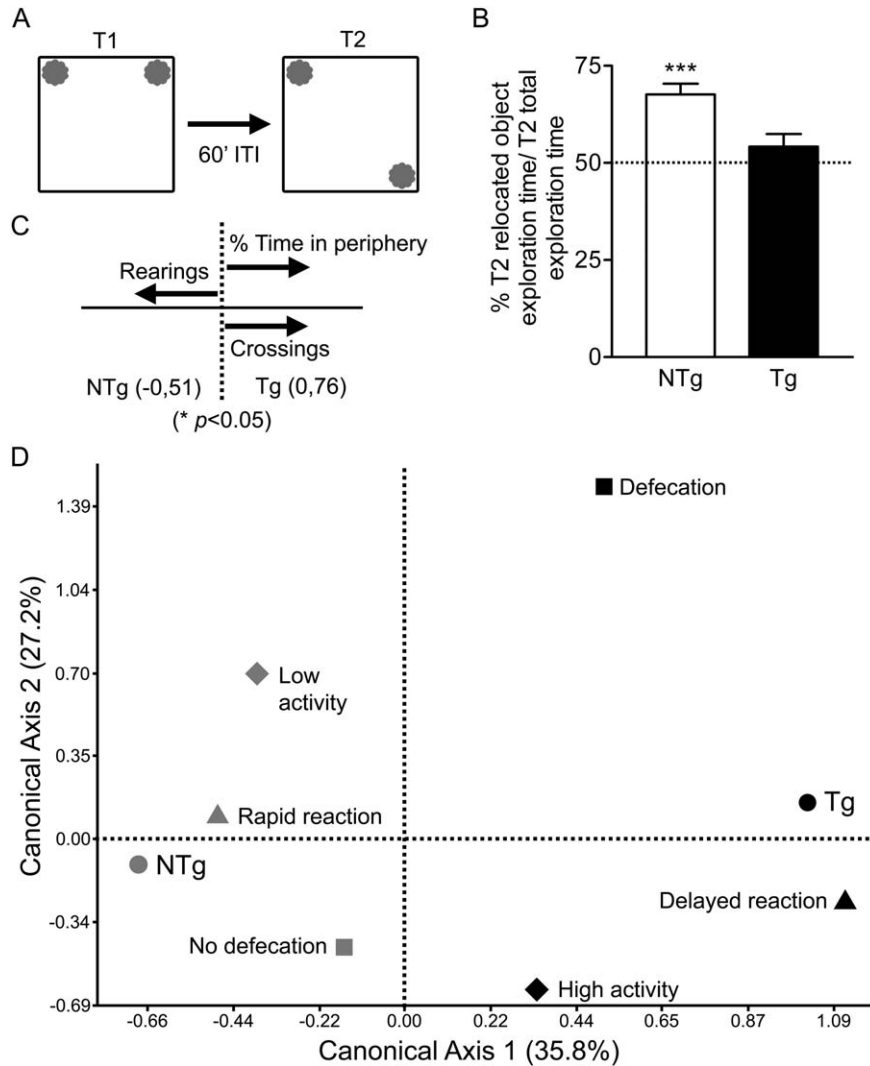 A
T1
T2
60' ITI
B
% T2 relocated object
exploration time/ T2 total
exploration time
75
50
25
0
***
NTg
Tg
C
% Time in periphery
Rearings
Crossings
NTg (-0,51)
Tg (0,76)
(* p<0.05)
D
Canonical Axis 2 (27.2%)
1.39
1.04
0.70
0.35
0.00
-0.34
-0.69
Defecation
Low
activity
Rapid reaction
Tg
NTg
Delayed reaction
No defecation
High activity
-0.66
-0.44
-0.22
0.00
0.22
0.44
0.65
0.87
1.09
Canonical Axis 1 (35.8%)